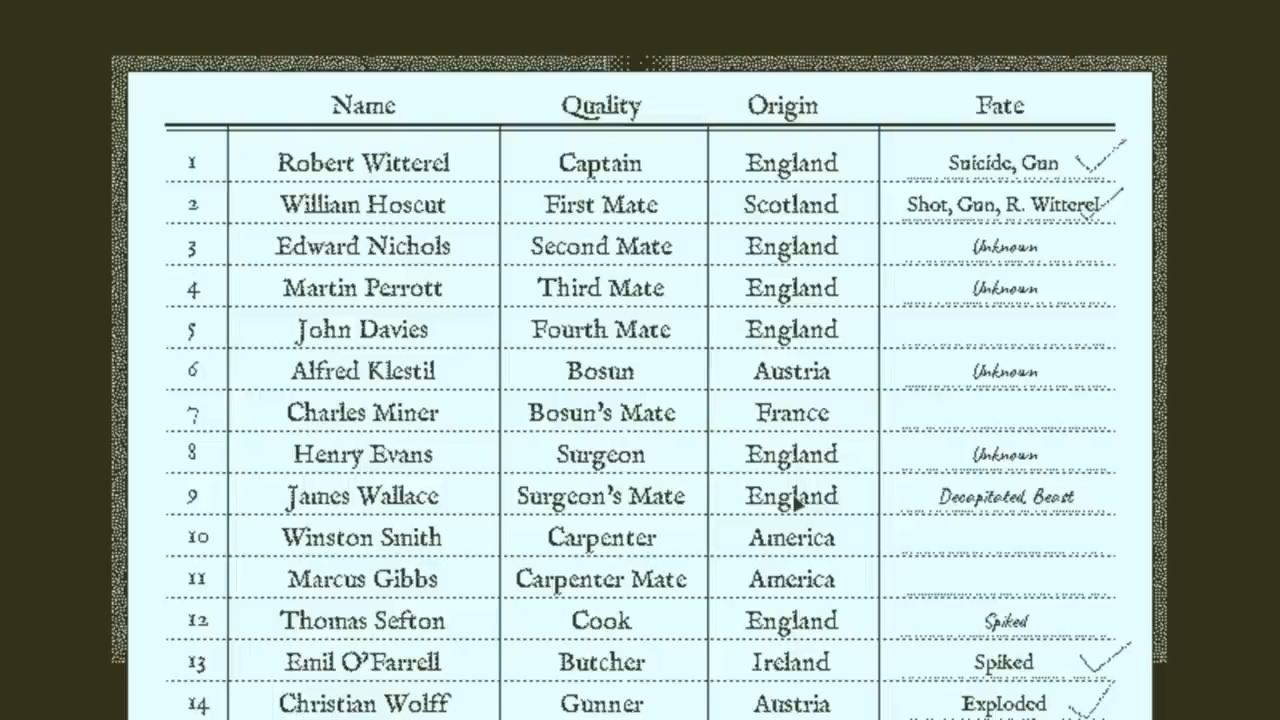 Name Quality Origin Fate
1 Robert Witterel Captain England Suicide, Gun
2 William Hoscut First Mate Scotland Shot, Gun, R. Witterel
3 Edward Nichols Second Mate England Unknown
4 Martin Perrott Third Mate England Unknown
5 John Davies Fourth Mate England
6 Alfred Klestil Bosun Austria Unknown
7 Charles Miner Bosun's Mate France
8 Henry Evans Surgeon England Unknown
9 James Wallace Surgeon's Mate England Decapitated, Beast
10 Winston Smith Carpenter America
11 Marcus Gibbs Carpenter Mate America
12 Thomas Sefton Cook England Spiked
13 Emil O'Farrell Butcher Ireland Spiked
14 Christian Wolff Gunner Austria Exploded